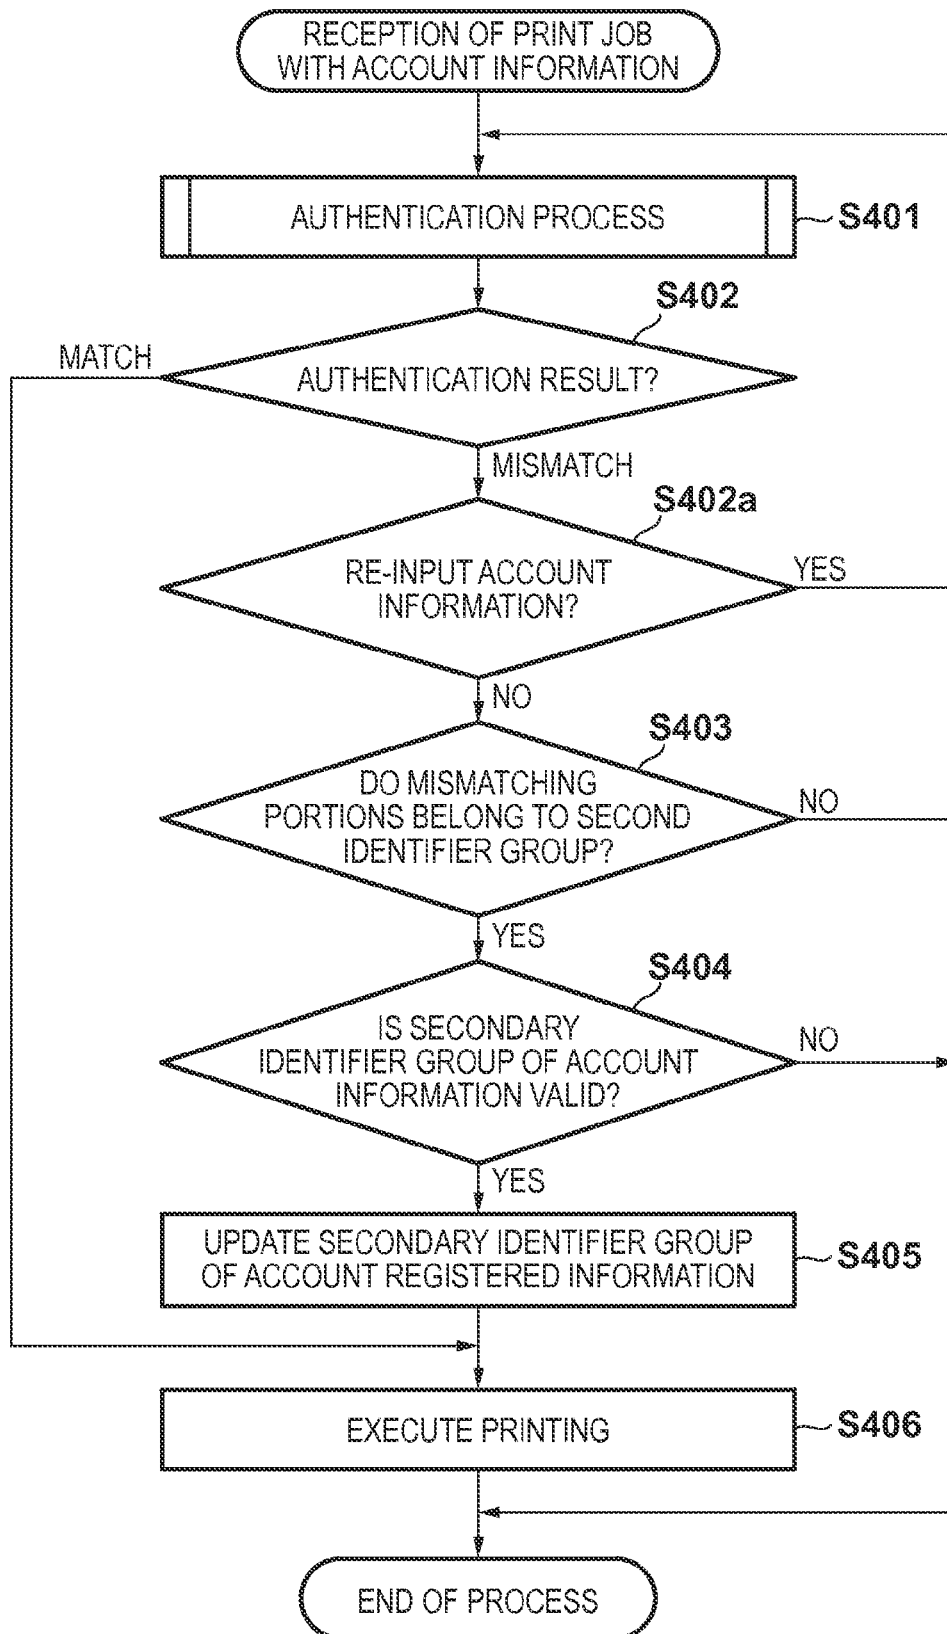 RECEPTION OF PRINT JOB
WITH ACCOUNT INFORMATION
AUTHENTICATION PROCESS
S401
S402
MATCH
AUTHENTICATION RESULT?
MISMATCH
S402a
RE-INPUT ACCOUNT
INFORMATION?
YES
NO
S403
DO MISMATCHING
PORTIONS BELONG TO SECOND
IDENTIFIER GROUP?
NO
YES
S404
IS SECONDARY
IDENTIFIER GROUP OF ACCOUNT
INFORMATION VALID?
NO
YES
UPDATE SECONDARY IDENTIFIER GROUP
OF ACCOUNT REGISTERED INFORMATION
S405
EXECUTE PRINTING
S406
END OF PROCESS